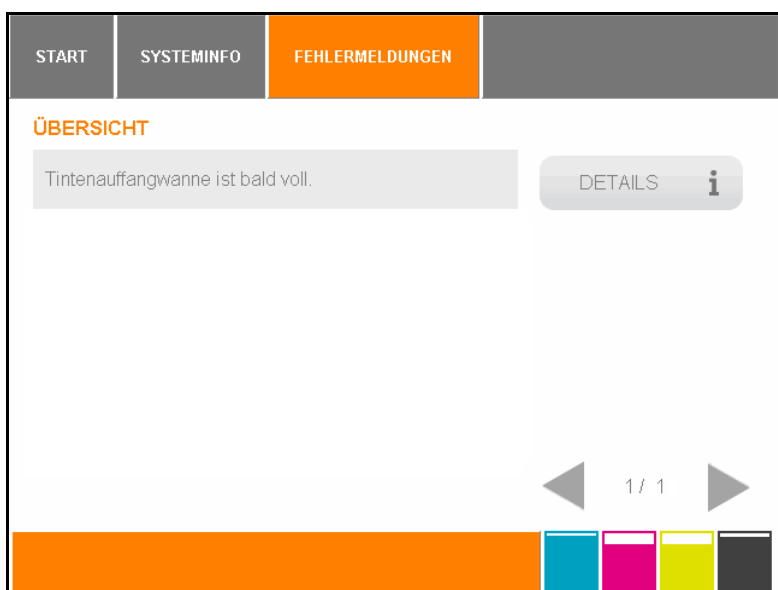 START
SYSTEMINFO
FEHLERMELDUNGEN
ÜBERSICHT
Tintenauffangwanne ist bald voll.
DETAILS i
1 / 1